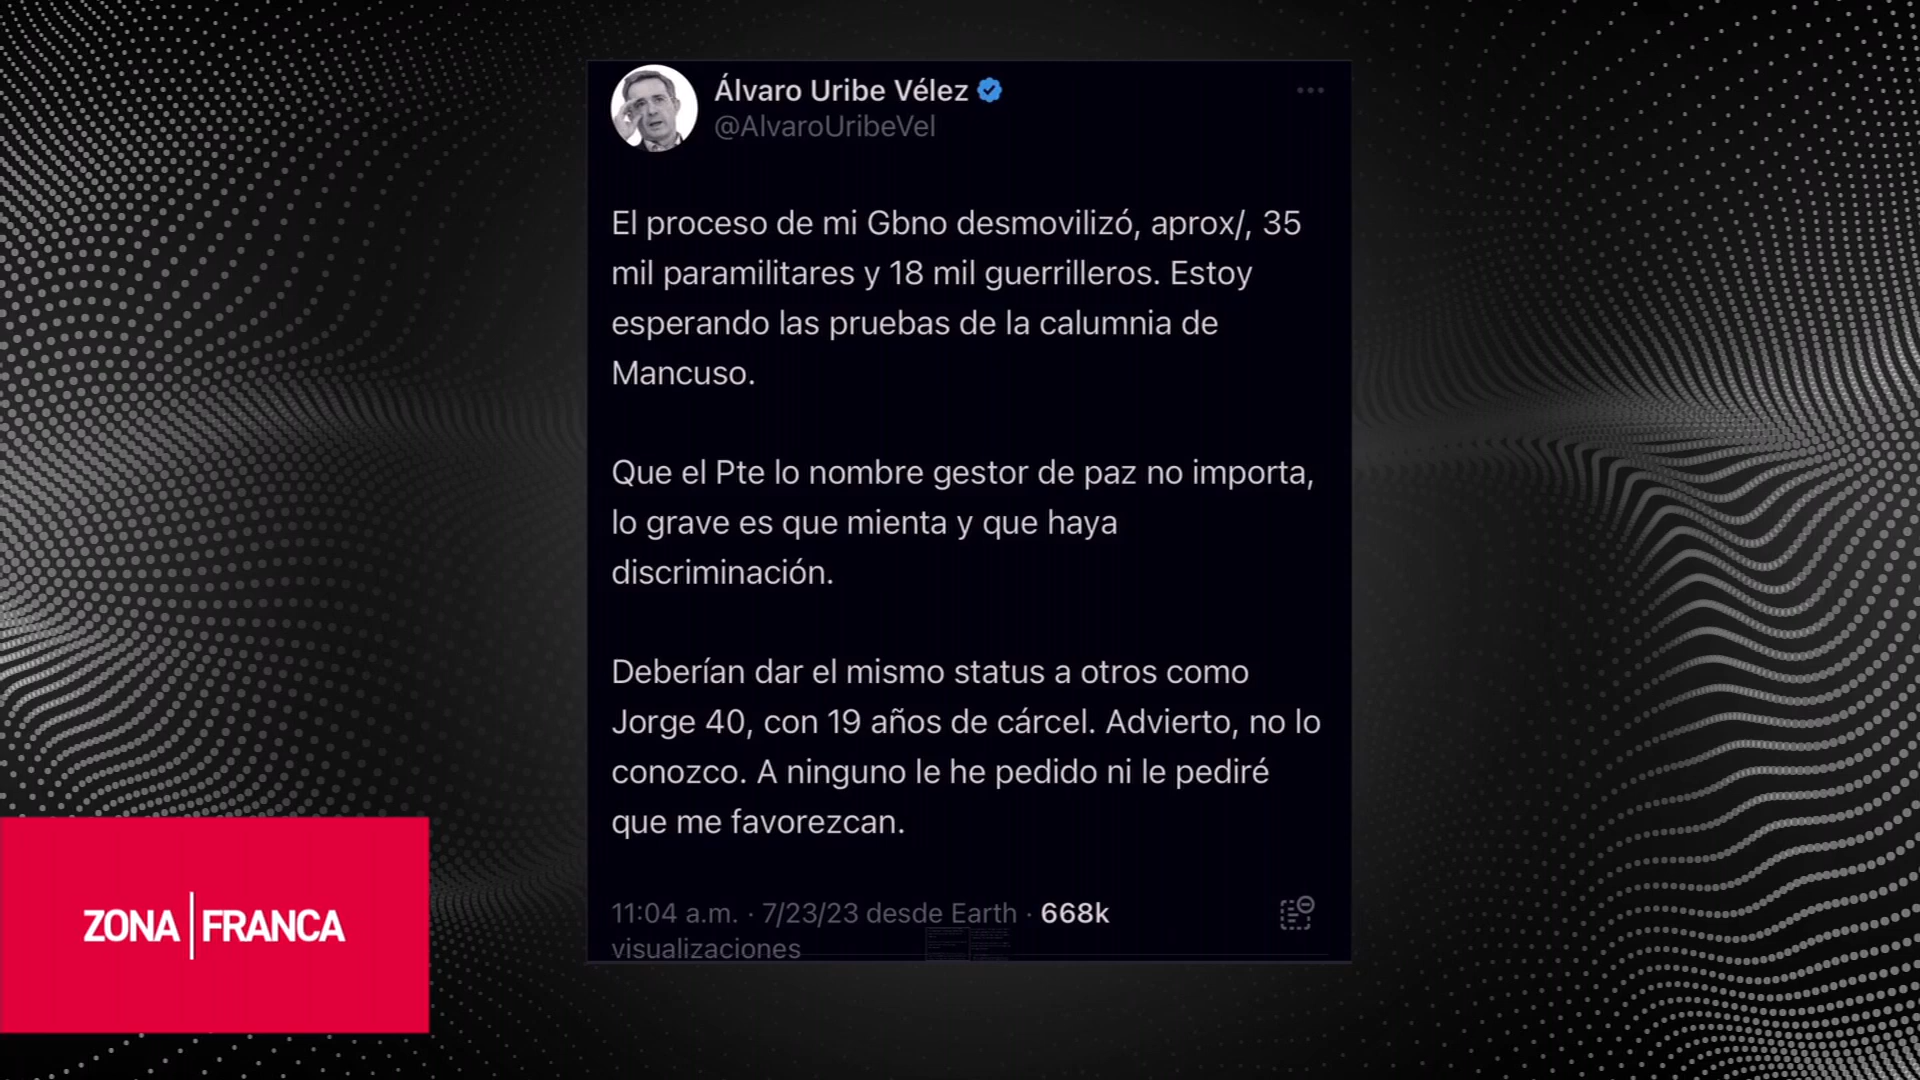 Álvaro Uribe Vélez
@AlvaroUribeVel
El proceso de mi Gbno desmovilizó, aprox/, 35
mil paramilitares y 18 mil guerrilleros. Estoy
esperando las pruebas de la calumnia de
Mancuso.
Que el Pte lo nombre gestor de paz no importa,
lo grave es que mienta y que haya
discriminación.
Deberían dar el mismo status a otros como
Jorge 40, con 19 años de cárcel. Advierto, no lo
conozco. A ninguno le he pedido ni le pediré
que me favorezcan.
11:04 a.m. · 7/23/23 desde Earth · 668k
visualizaciones
ZONA FRANCA